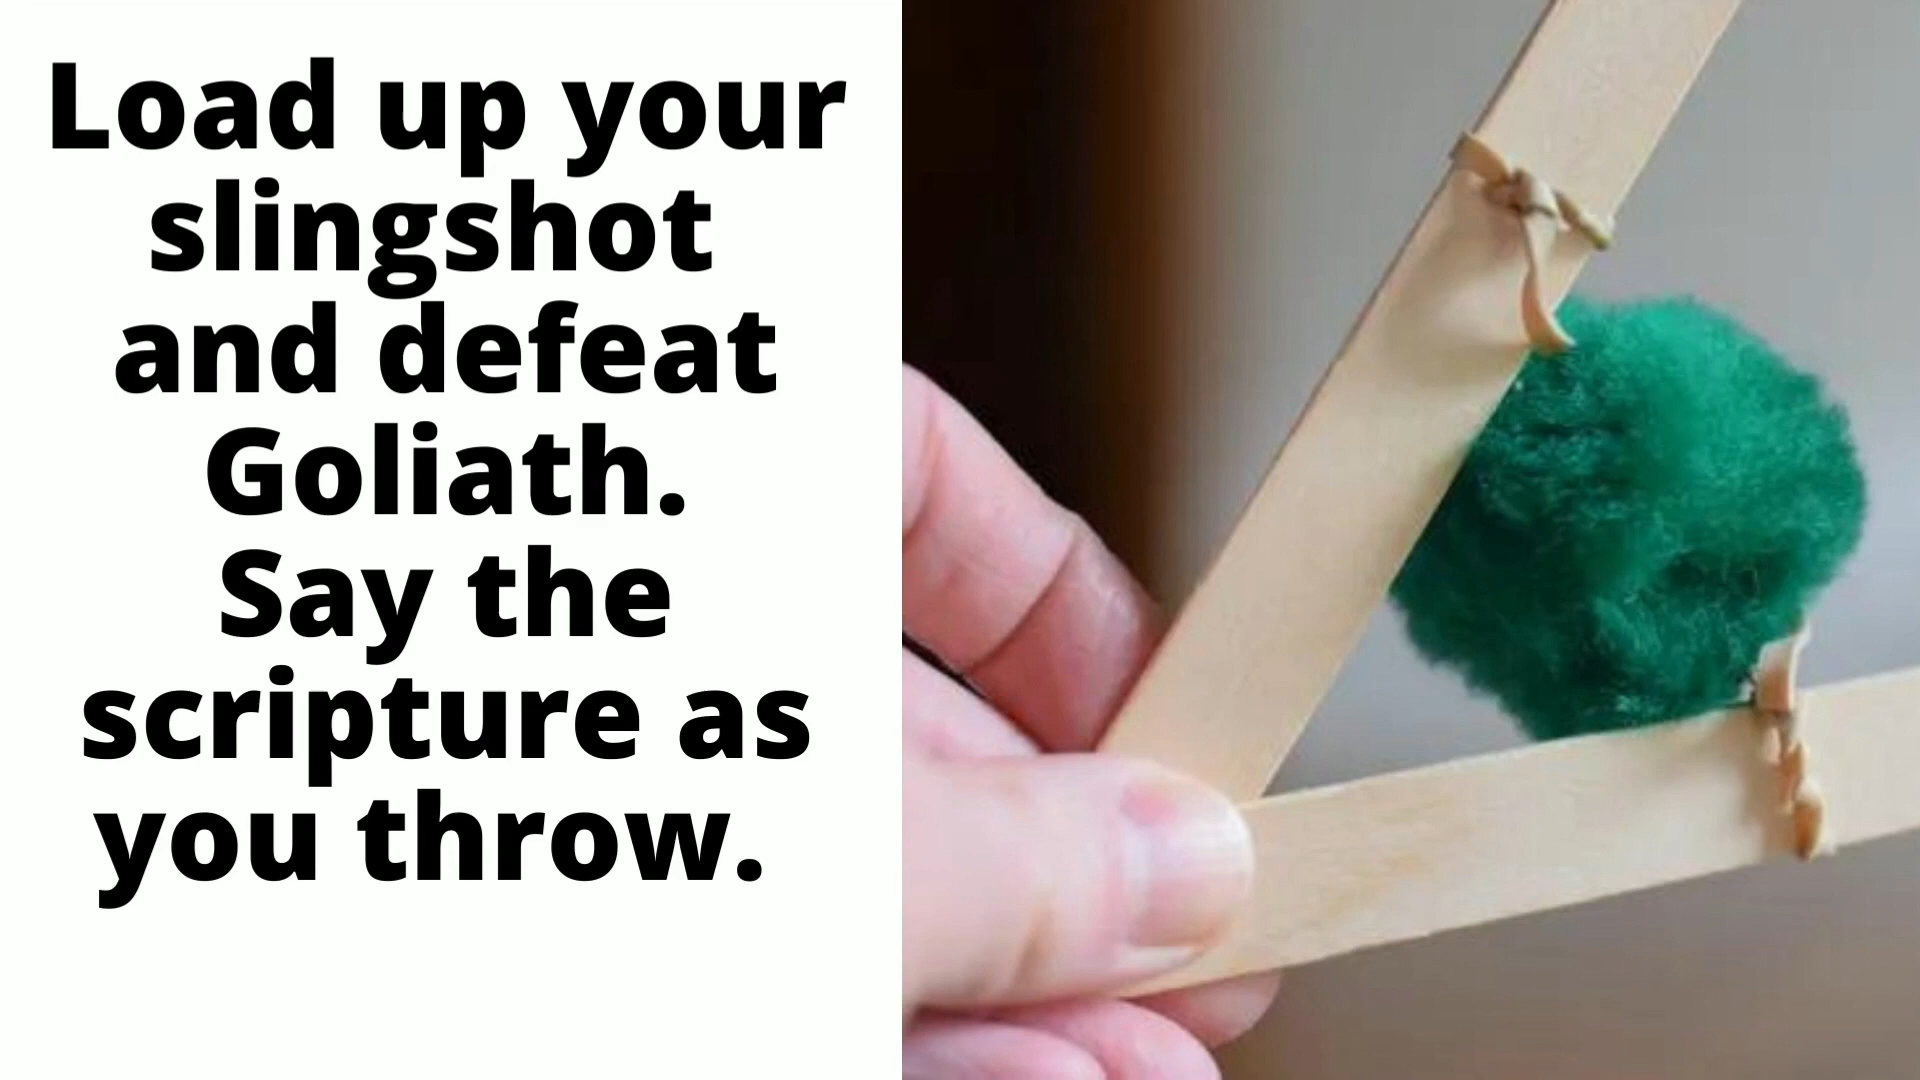 Load up your
slingshot
and defeat
Goliath.
Say the
scripture as
you throw.